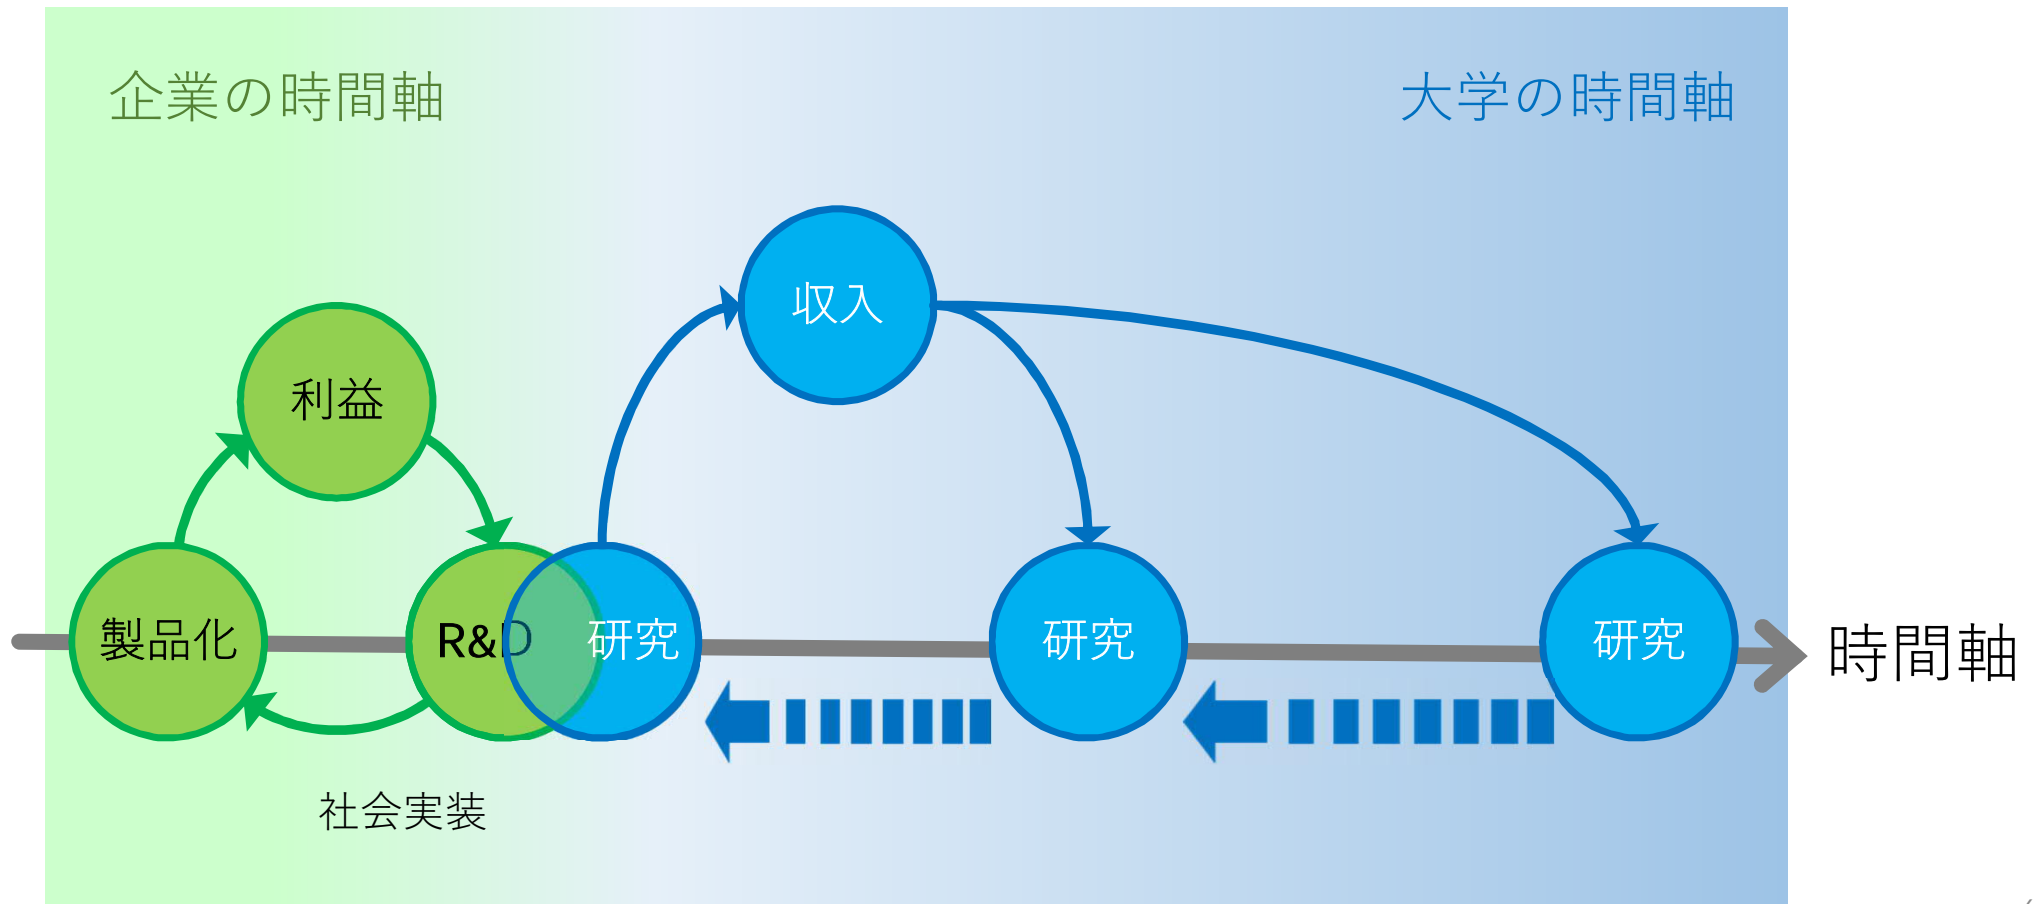 企業の時間軸
大学の時間軸
収入
利益
製品化
R&D
研究
研究
研究
時間軸
社会実装